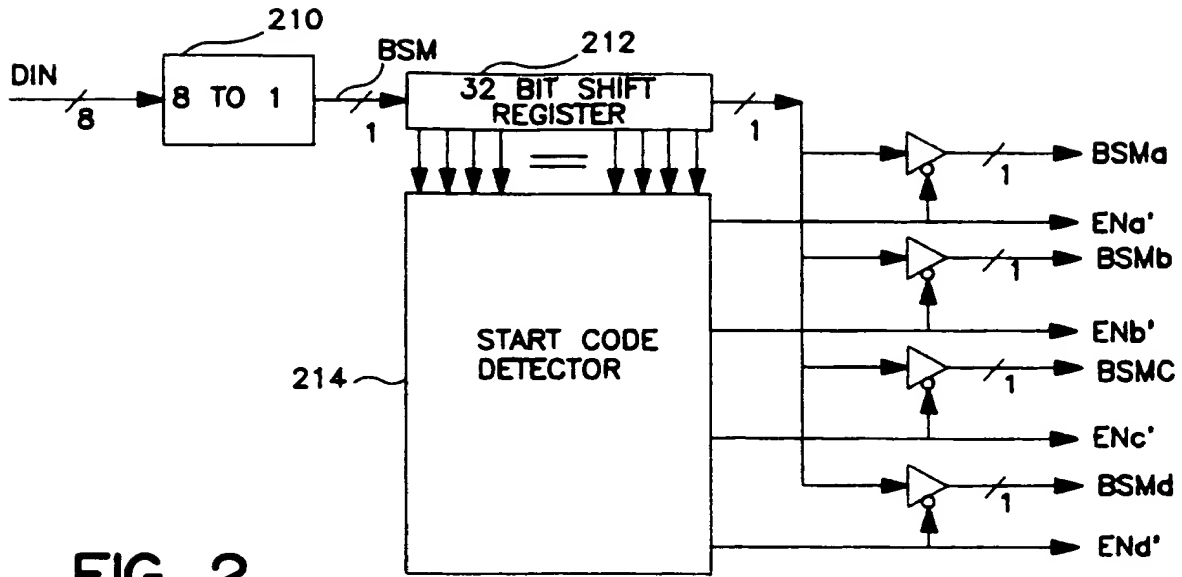 210
BSM
212
DIN
8 TO 1
32 BIT SHIFT
REGISTER
8
1
1
BSMa
1
ENa'
BSMb
1
ENb'
START CODE
DETECTOR
214
BSMC
1
ENc'
BSMd
1
ENd'
FIG. 2